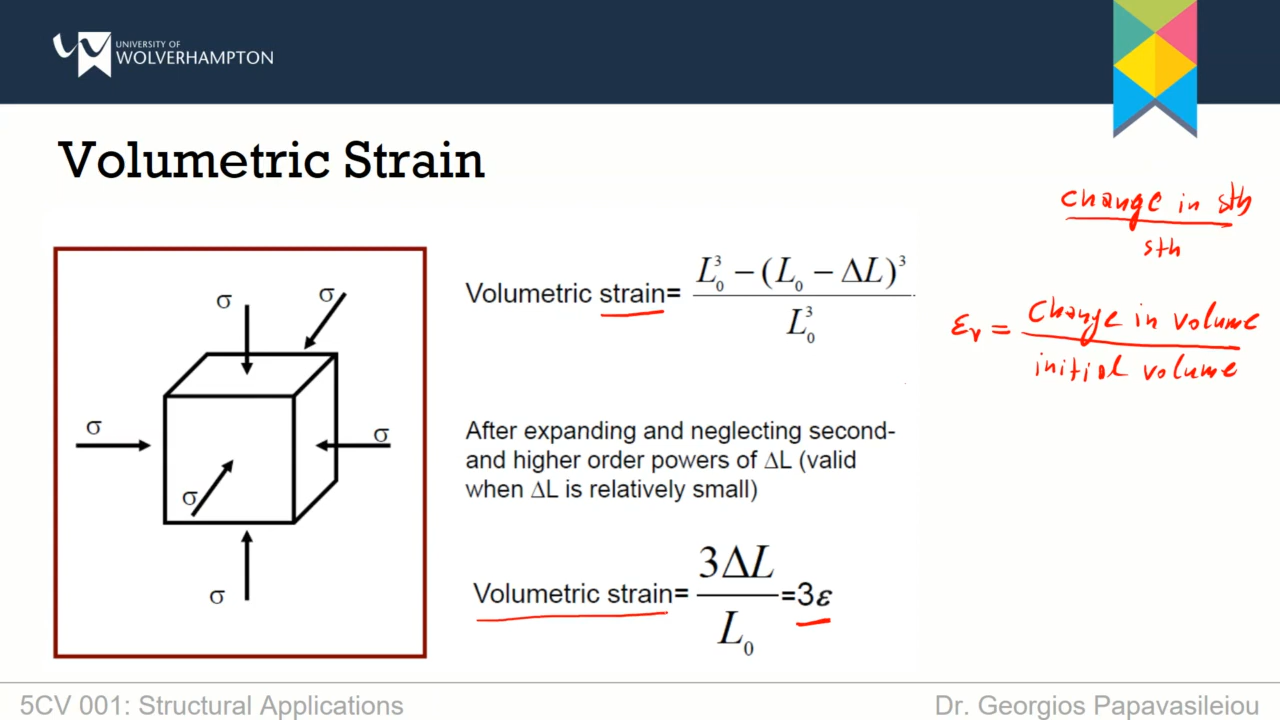 UNIVERSITY OF
WOLVERHAMPTON
Volumetric Strain
change in sth
sth
σ
σ
σ
σ
σ
σ
Volumetric strain= L₀³ − (L₀ − ΔL)³
L₀³
εᵥ = change in volume
initial volume
After expanding and neglecting second-
and higher order powers of ΔL (valid
when ΔL is relatively small)
Volumetric strain= 3ΔL =3ε
L₀
5CV 001: Structural Applications
Dr. Georgios Papavasileiou